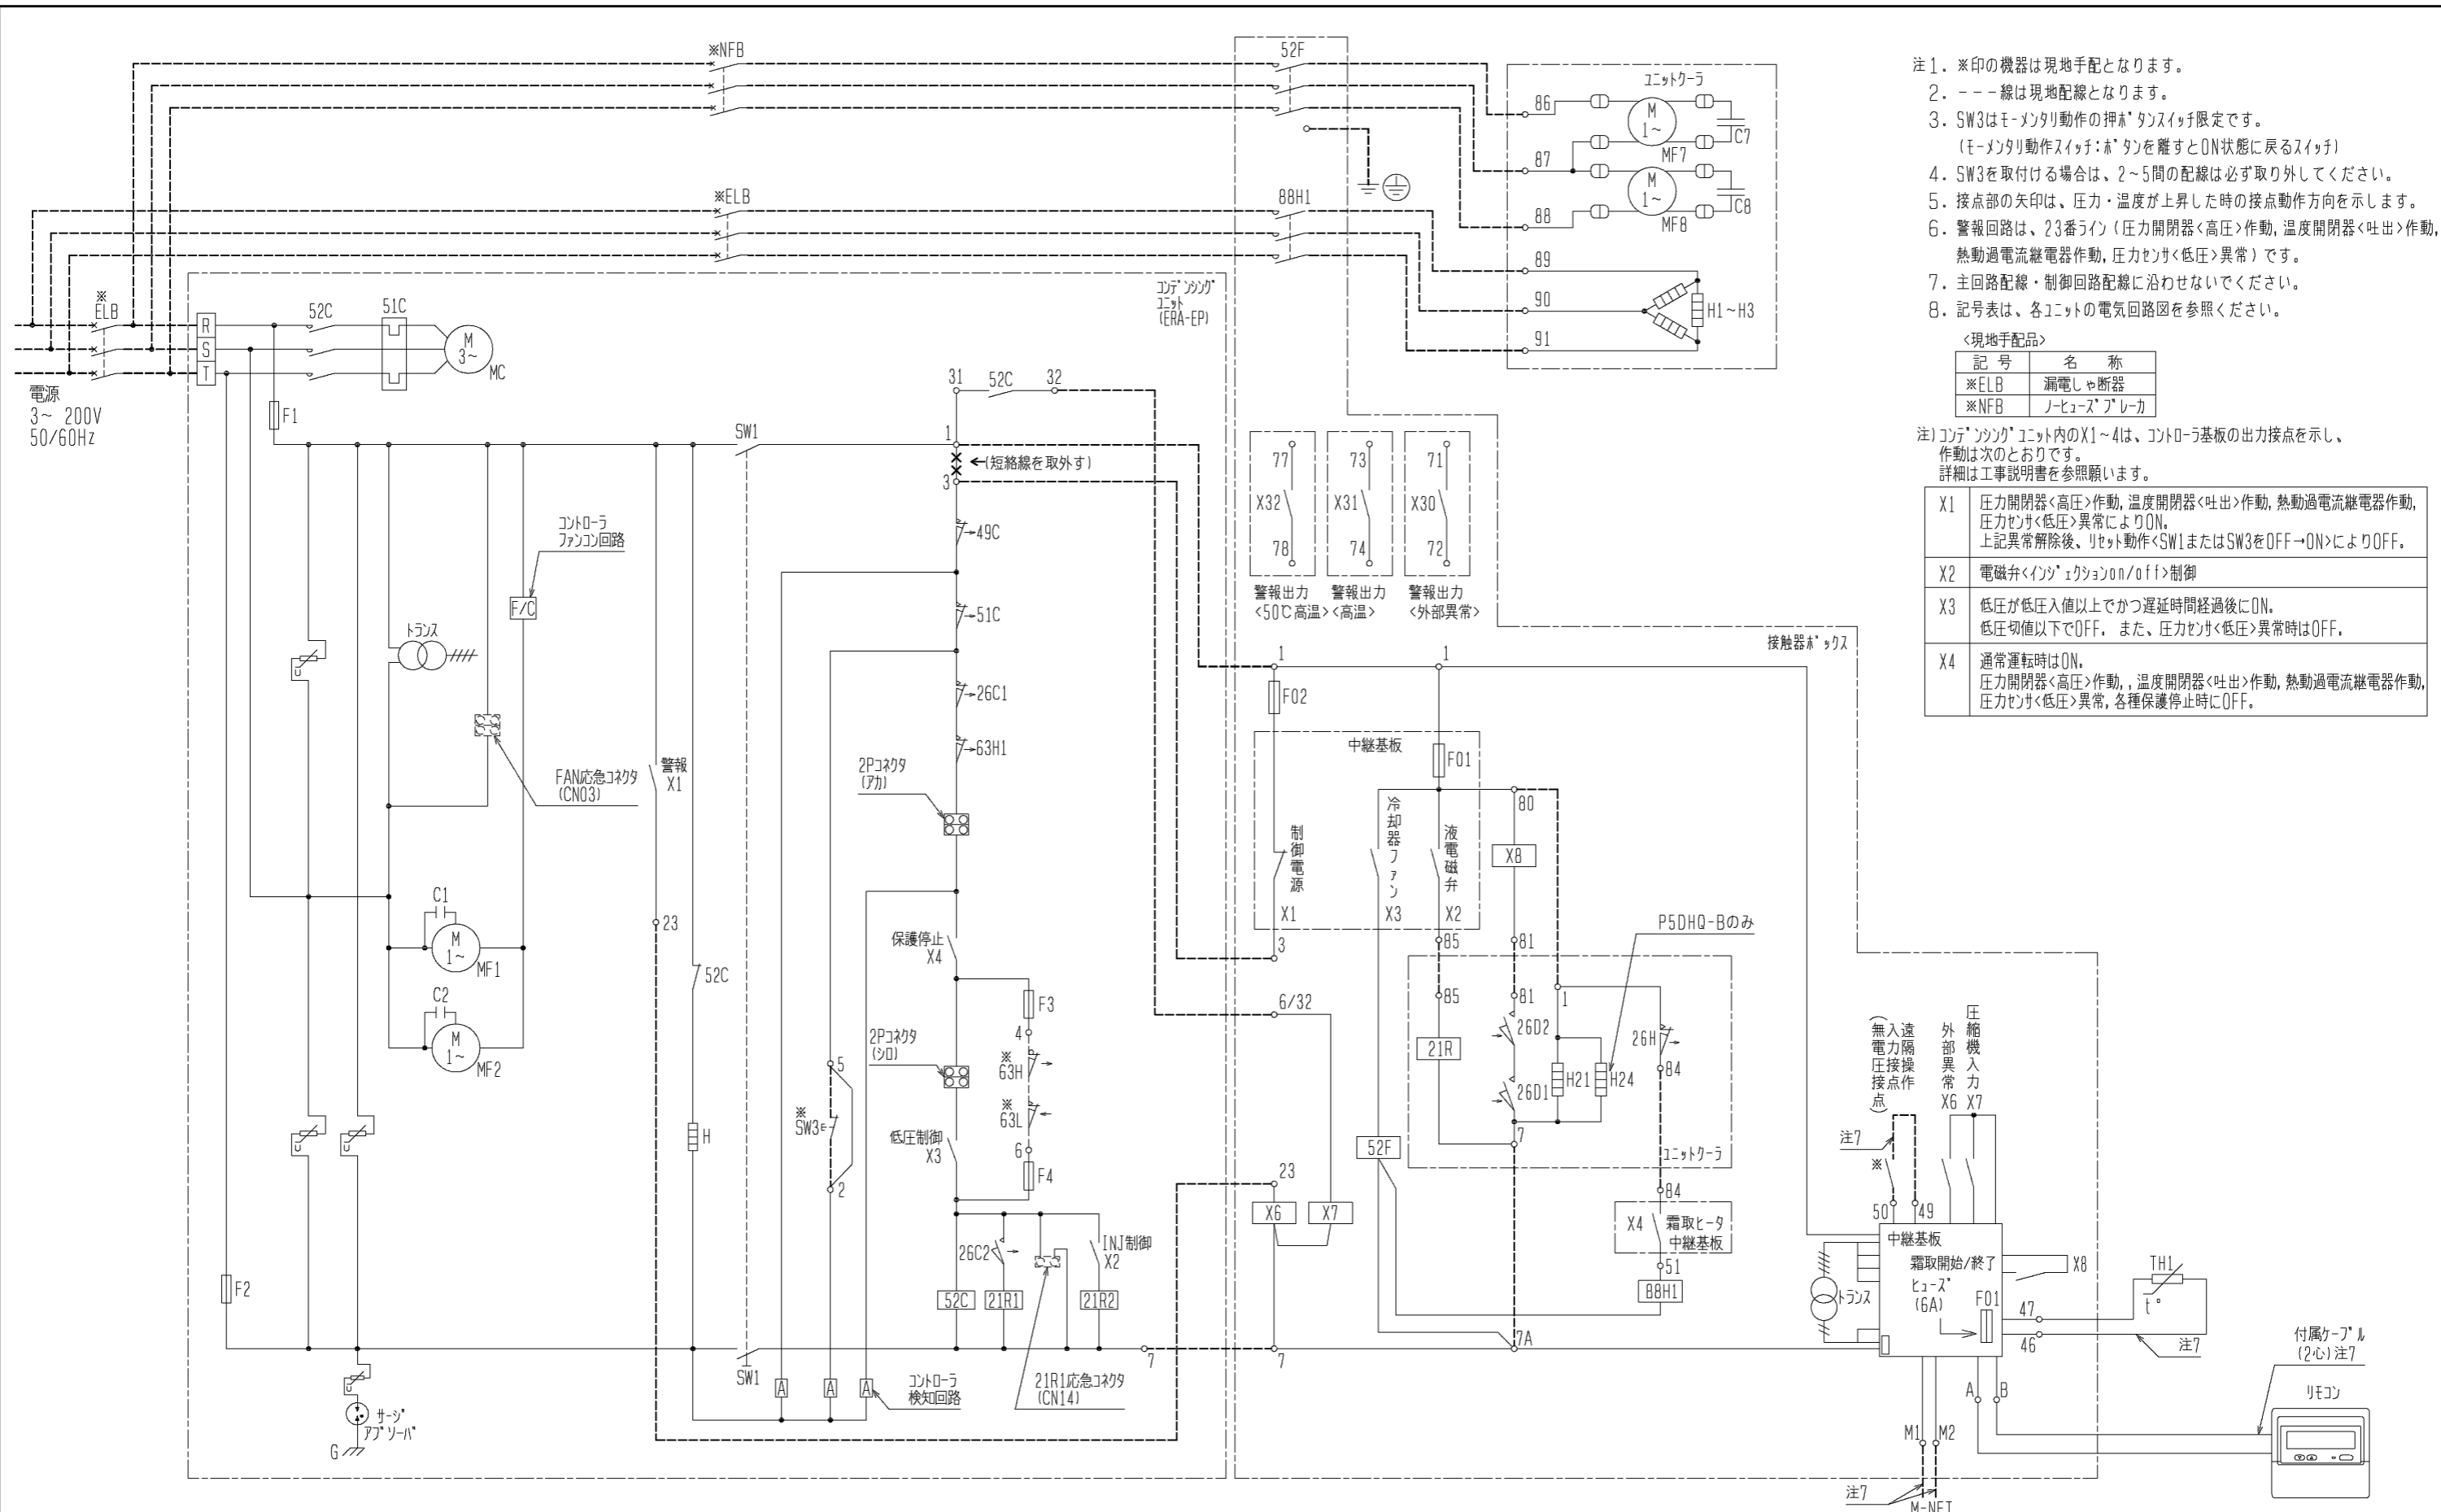 ※NFB
52F
ユニットクーラ
86
M
1~
C7
MF7
87
M
1~
C8
MF8
88
※ELB
88H1
89
90
H1~H3
91
注1. ※印の機器は現地手配となります。
2. ---線は現地配線となります。
3. SW3はモーメンタリ動作の押ボタンスイッチ限定です。
(モーメンタリ動作スイッチ:ボタンを離すとON状態に戻るスイッチ)
4. SW3を取付ける場合は、2~5間の配線は必ず取り外してください。
5. 接点部の矢印は、圧力・温度が上昇した時の接点動作方向を示します。
6. 警報回路は、23番ライン(圧力開閉器<高圧>作動,温度開閉器<吐出>作動,
熱動過電流継電器作動,圧力センサ<低圧>異常)です。
7. 主回路配線・制御回路配線に沿わせないでください。
8. 記号表は、各ユニットの電気回路図を参照ください。
<現地手配品>
記号 名称
※ELB 漏電しゃ断器
※NFB ノーヒューズブレーカ
注)コンデンシングユニット内のX1~4は、コントローラ基板の出力接点を示し、
作動は次のとおりです。
詳細は工事説明書を参照願います。
X1 圧力開閉器<高圧>作動,温度開閉器<吐出>作動,熱動過電流継電器作動,
圧力センサ<低圧>異常によりON。
上記異常解除後、リセット動作<SW1またはSW3をOFF→ON>によりOFF。
X2 電磁弁<インジェクションon/off>制御
X3 低圧が低圧入値以上でかつ遅延時間経過後にON。
低圧切値以下でOFF。 また、圧力センサ<低圧>異常時はOFF。
X4 通常運転時はON。
圧力開閉器<高圧>作動,,温度開閉器<吐出>作動,熱動過電流継電器作動,
圧力センサ<低圧>異常,各種保護停止時にOFF。
コンデンシング
ユニット
(ERA-EP)
※
ELB
R
S
T
52C
51C
M
3~
MC
電源
3~ 200V
50/60Hz
F1
SW1
31
52C
32
1
←(短絡線を取外す)
3
49C
51C
26C1
63H1
コントローラ
ファンコン回路
F/C
トランス
FAN応急コネクタ
(CN03)
警報
X1
2Pコネクタ
(アカ)
23
C1
M
1~
MF1
C2
M
1~
MF2
52C
H
保護停止
X4
F3
4
※
63H
※
63L
6
F4
2Pコネクタ
(シロ)
低圧制御
X3
5
※
SW3
2
26C2
INJ制御
X2
52C
21R1
21R2
F2
7
SW1
A
A
A
コントローラ
検知回路
21R1応急コネクタ
(CN14)
サージ
アブソーバ
G
77
X32
78
73
X31
74
71
X30
72
警報出力
<50℃高温>
警報出力
<高温>
警報出力
<外部異常>
接触器ボックス
1
1
F02
中継基板
F01
80
制御電源
X1
冷却器ファン
X3
液電磁弁
X2
X8
3
85
81
P5DHQ-Bのみ
85
81
1
26D2
26H
21R
84
H21
H24
26D1
7
ユニットクーラ
6/32
52F
23
X6
X7
84
X4
霜取ヒータ
中継基板
51
88H1
7A
7
遠隔操作
入力接点
(無電圧接点)
外部異常
X6
圧縮機入力
X7
注7
※
50
49
中継基板
霜取開始/終了
ヒューズ
(6A)
F01
X8
トランス
TH1
t°
47
46
注7
A
B
M1
M2
注7
M-NET
付属ケーブル
(2心)注7
リモコン